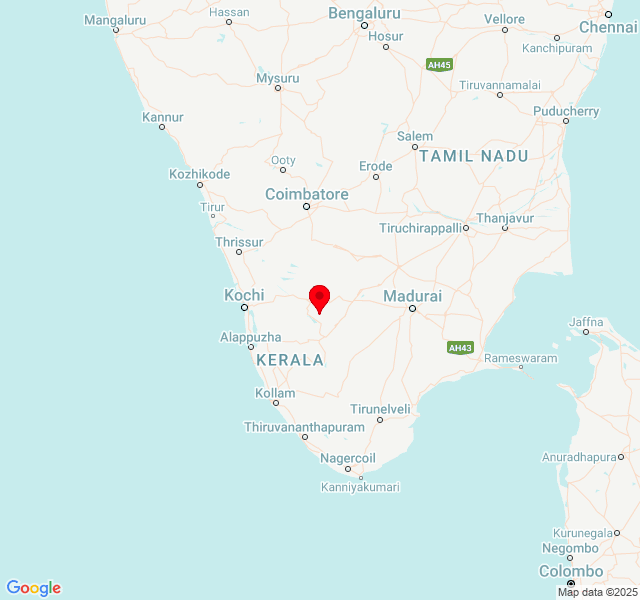 Mangaluru
Hassan
Bengaluru
Vellore
Chennai
Hosur
Kanchipuram
AH45
Mysuru
Tiruvannamalai
Kannur
Puducherry
Salem
TAMIL NADU
Ooty
Erode
Kozhikode
Coimbatore
Tirur
Thanjavur
Tiruchirappalli
Thrissur
Kochi
Madurai
Jaffna
Alappuzha
AH43
KERALA
Rameswaram
Kollam
Tirunelveli
Thiruvananthapuram
Nagercoil
Anuradhapura
Kanniyakumari
Kurunegala
Negombo
Colombo
Google
Map data ©2025